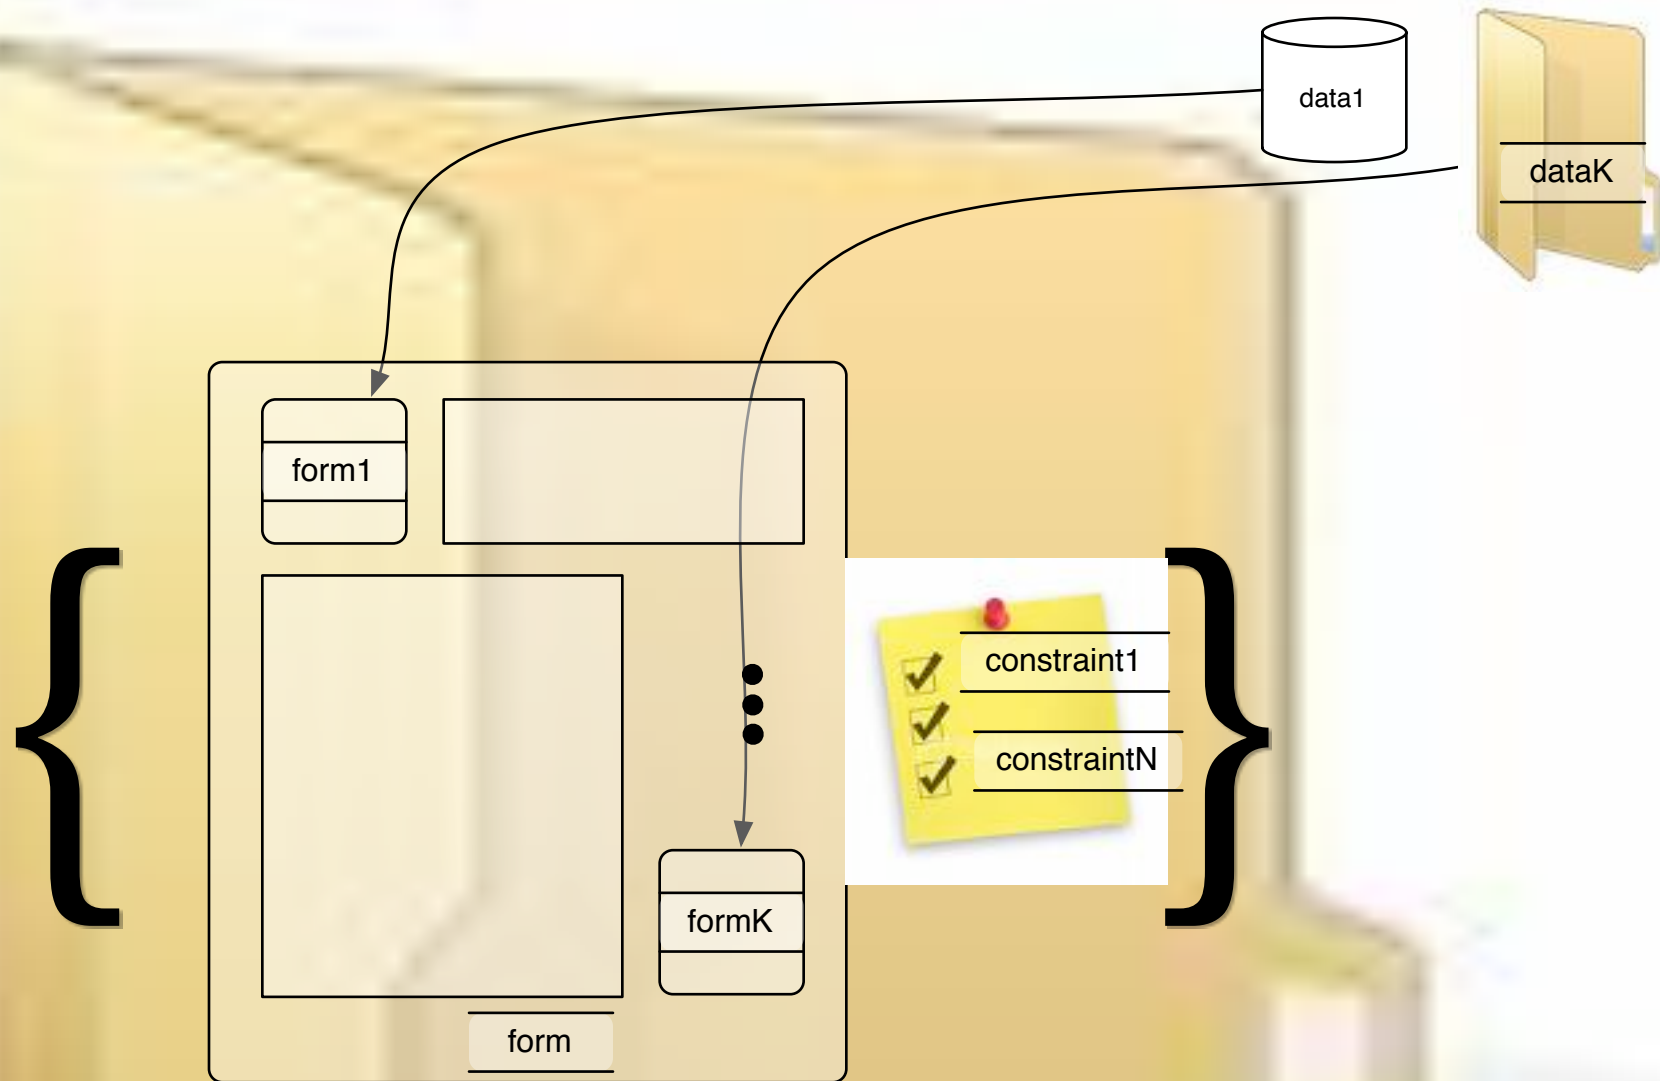 data1
dataK
form1
constraint1
constraintN
formK
form